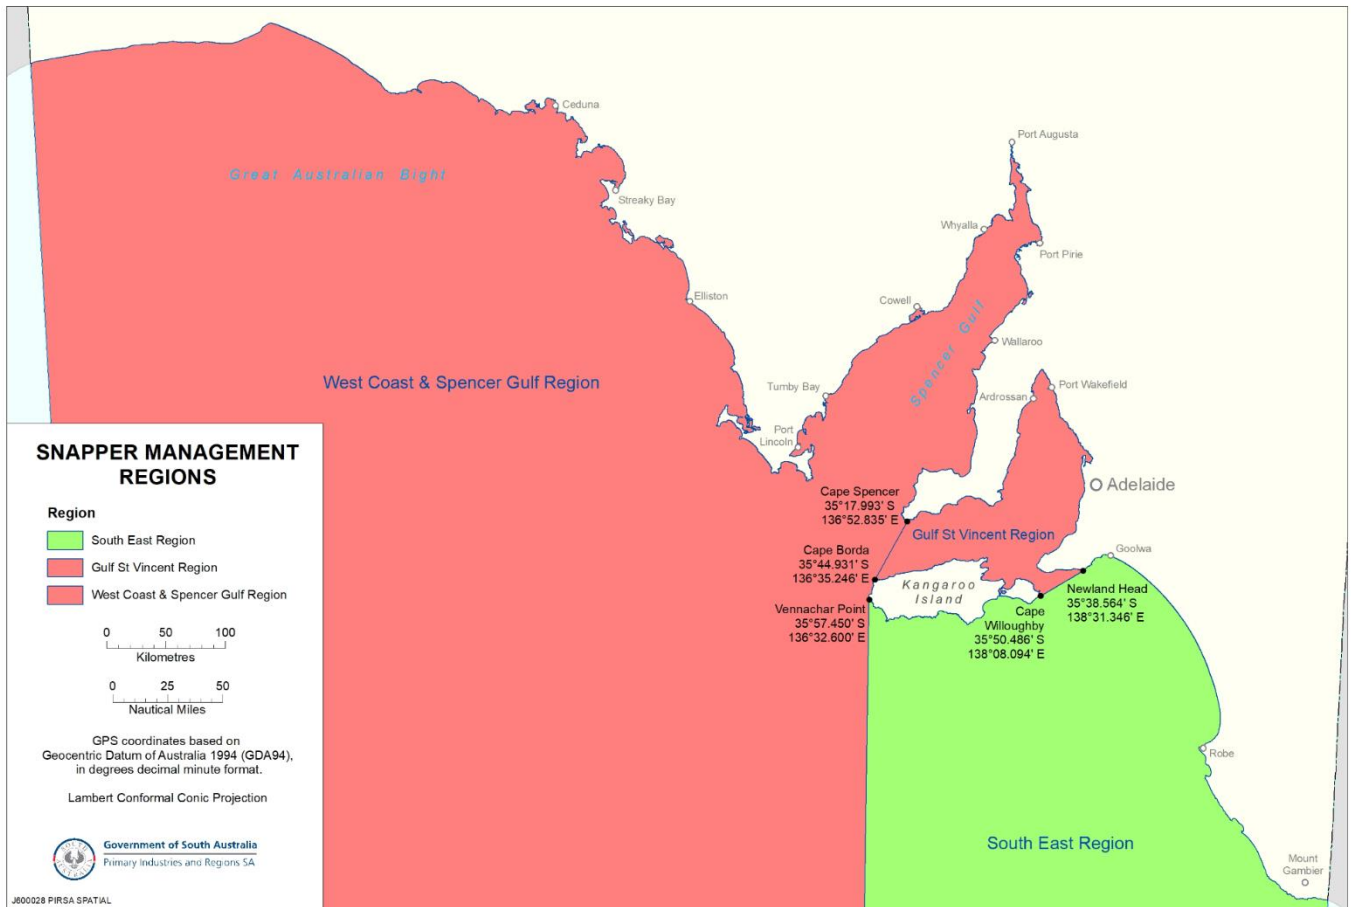 Ceduna
Port Augusta
Great Australian Bight
Streaky Bay
Whyalla
Port Pirie
Elliston
Cowell
Spencer Gulf
Wallaroo
West Coast & Spencer Gulf Region
Tumby Bay
Port Wakefield
Ardrossan
Port
Lincoln
Adelaide
Cape Spencer
35°17.993' S
136°52.835' E
Gulf St Vincent Region
Goolwa
Cape Borda
35°44.931' S
136°35.246' E
Kangaroo
Island
Newland Head
35°38.564' S
138°31.346' E
Vennachar Point
35°57.450' S
136°32.600' E
Cape
Willoughby
35°50.486' S
138°08.094' E
Robe
South East Region
Mount
Gambier
SNAPPER MANAGEMENT
REGIONS
Region
South East Region
Gulf St Vincent Region
West Coast & Spencer Gulf Region
0 50 100
Kilometres
0 25 50
Nautical Miles
GPS coordinates based on
Geocentric Datum of Australia 1994 (GDA94),
in degrees decimal minute format.
Lambert Conformal Conic Projection
Government of South Australia
Primary Industries and Regions SA
J600028 PIRSA SPATIAL